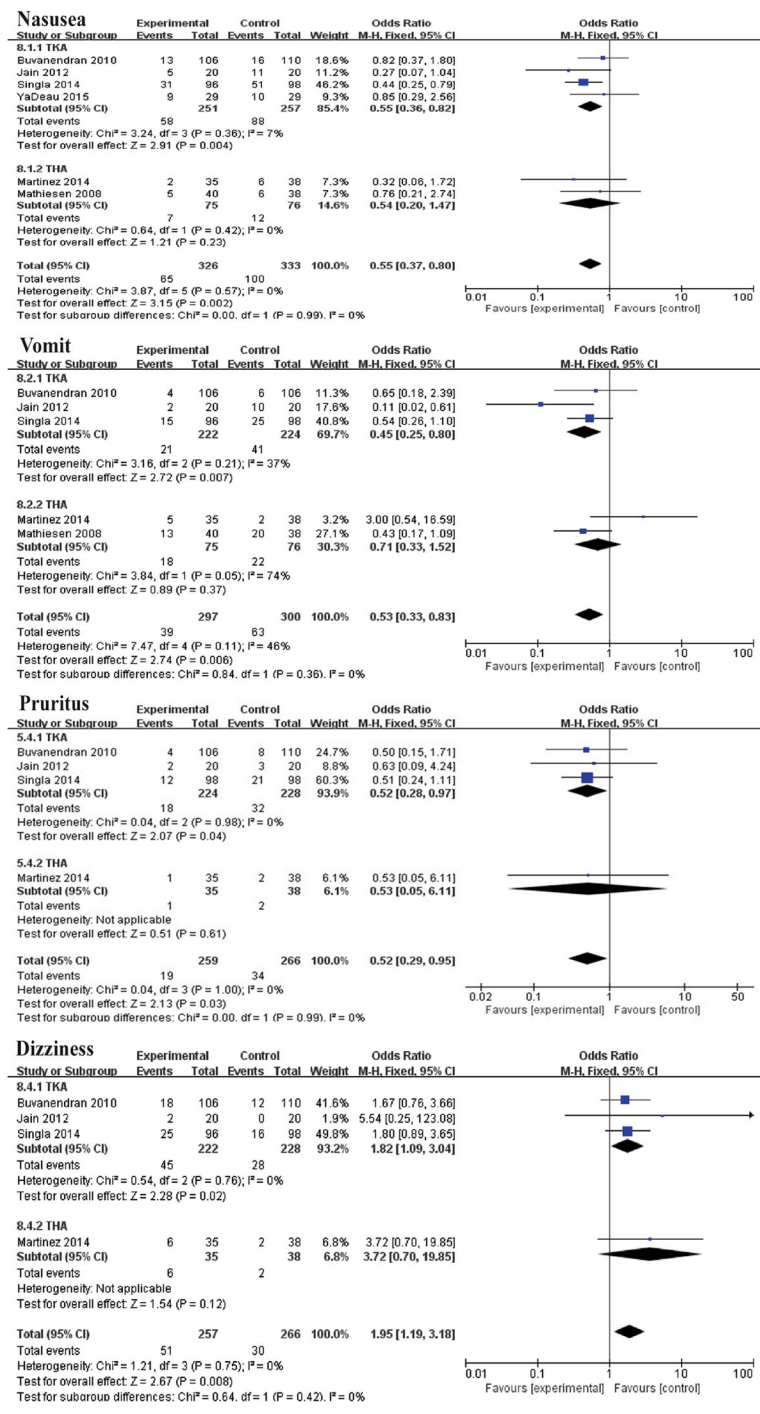 Nasusea
Experimental Control Odds Ratio Odds Ratio
Study or Subgroup Events Total Events Total Weight M-H, Fixed, 95% CI M-H, Fixed, 95% CI
8.1.1 TKA
Buvanendran 2010 13 106 16 110 18.6% 0.82 [0.37, 1.80]
Jain 2012 5 20 11 20 11.2% 0.27 [0.07, 1.04]
Singla 2014 31 96 51 98 46.2% 0.44 [0.25, 0.79]
YaDeau 2015 9 29 10 29 9.3% 0.85 [0.29, 2.56]
Subtotal (95% CI) 251 257 85.4% 0.55 [0.36, 0.82]
Total events 58 88
Heterogeneity: Chi² = 3.24, df = 3 (P = 0.36); I² = 7%
Test for overall effect: Z = 2.91 (P = 0.004)
8.1.2 THA
Martinez 2014 2 35 6 38 7.3% 0.32 [0.06, 1.72]
Mathiesen 2008 5 40 6 38 7.3% 0.76 [0.21, 2.74]
Subtotal (95% CI) 75 76 14.6% 0.54 [0.20, 1.47]
Total events 7 12
Heterogeneity: Chi² = 0.64, df = 1 (P = 0.42); I² = 0%
Test for overall effect: Z = 1.21 (P = 0.23)
Total (95% CI) 326 333 100.0% 0.55 [0.37, 0.80]
Total events 65 100
Heterogeneity: Chi² = 3.87, df = 5 (P = 0.57); I² = 0%
Test for overall effect: Z = 3.15 (P = 0.002)
Test for subgroup differences: Chi² = 0.00, df = 1 (P = 0.99), I² = 0%
0.01 0.1 1 10 100
Favours [experimental] Favours [control]
Vomit
Experimental Control Odds Ratio Odds Ratio
Study or Subgroup Events Total Events Total Weight M-H, Fixed, 95% CI M-H, Fixed, 95% CI
8.2.1 TKA
Buvanendran 2010 4 106 6 106 11.3% 0.65 [0.18, 2.39]
Jain 2012 2 20 10 20 17.6% 0.11 [0.02, 0.61]
Singla 2014 15 96 25 98 40.8% 0.54 [0.26, 1.10]
Subtotal (95% CI) 222 224 69.7% 0.45 [0.25, 0.80]
Total events 21 41
Heterogeneity: Chi² = 3.16, df = 2 (P = 0.21); I² = 37%
Test for overall effect: Z = 2.72 (P = 0.007)
8.2.2 THA
Martinez 2014 5 35 2 38 3.2% 3.00 [0.54, 16.59]
Mathiesen 2008 13 40 20 38 27.1% 0.43 [0.17, 1.09]
Subtotal (95% CI) 75 76 30.3% 0.71 [0.33, 1.52]
Total events 18 22
Heterogeneity: Chi² = 3.84, df = 1 (P = 0.05); I² = 74%
Test for overall effect: Z = 0.89 (P = 0.37)
Total (95% CI) 297 300 100.0% 0.53 [0.33, 0.83]
Total events 39 63
Heterogeneity: Chi² = 7.47, df = 4 (P = 0.11); I² = 46%
Test for overall effect: Z = 2.74 (P = 0.006)
Test for subgroup differences: Chi² = 0.84, df = 1 (P = 0.36), I² = 0%
0.01 0.1 1 10 100
Favours [experimental] Favours [control]
Pruritus
Experimental Control Odds Ratio Odds Ratio
Study or Subgroup Events Total Events Total Weight M-H, Fixed, 95% CI M-H, Fixed, 95% CI
5.4.1 TKA
Buvanendran 2010 4 106 8 110 24.7% 0.50 [0.15, 1.71]
Jain 2012 2 20 3 20 8.8% 0.63 [0.09, 4.24]
Singla 2014 12 98 21 98 60.3% 0.51 [0.24, 1.11]
Subtotal (95% CI) 224 228 93.9% 0.52 [0.28, 0.97]
Total events 18 32
Heterogeneity: Chi² = 0.04, df = 2 (P = 0.98); I² = 0%
Test for overall effect: Z = 2.07 (P = 0.04)
5.4.2 THA
Martinez 2014 1 35 2 38 6.1% 0.53 [0.05, 6.11]
Subtotal (95% CI) 35 38 6.1% 0.53 [0.05, 6.11]
Total events 1 2
Heterogeneity: Not applicable
Test for overall effect: Z = 0.51 (P = 0.61)
Total (95% CI) 259 266 100.0% 0.52 [0.29, 0.95]
Total events 19 34
Heterogeneity: Chi² = 0.04, df = 3 (P = 1.00); I² = 0%
Test for overall effect: Z = 2.13 (P = 0.03)
Test for subgroup differences: Chi² = 0.00, df = 1 (P = 0.99), I² = 0%
0.02 0.1 1 10 50
Favours [experimental] Favours [control]
Dizziness
Experimental Control Odds Ratio Odds Ratio
Study or Subgroup Events Total Events Total Weight M-H, Fixed, 95% CI M-H, Fixed, 95% CI
8.4.1 TKA
Buvanendran 2010 18 106 12 110 41.6% 1.67 [0.76, 3.66]
Jain 2012 2 20 0 20 1.9% 5.54 [0.25, 123.08]
Singla 2014 25 96 16 98 49.8% 1.80 [0.89, 3.65]
Subtotal (95% CI) 222 228 93.2% 1.82 [1.09, 3.04]
Total events 45 28
Heterogeneity: Chi² = 0.54, df = 2 (P = 0.76); I² = 0%
Test for overall effect: Z = 2.28 (P = 0.02)
8.4.2 THA
Martinez 2014 6 35 2 38 6.8% 3.72 [0.70, 19.85]
Subtotal (95% CI) 35 38 6.8% 3.72 [0.70, 19.85]
Total events 6 2
Heterogeneity: Not applicable
Test for overall effect: Z = 1.54 (P = 0.12)
Total (95% CI) 257 266 100.0% 1.95 [1.19, 3.18]
Total events 51 30
Heterogeneity: Chi² = 1.21, df = 3 (P = 0.75); I² = 0%
Test for overall effect: Z = 2.67 (P = 0.008)
Test for subgroup differences: Chi² = 0.64, df = 1 (P = 0.42), I² = 0%
0.01 0.1 1 10 100
Favours [experimental] Favours [control]